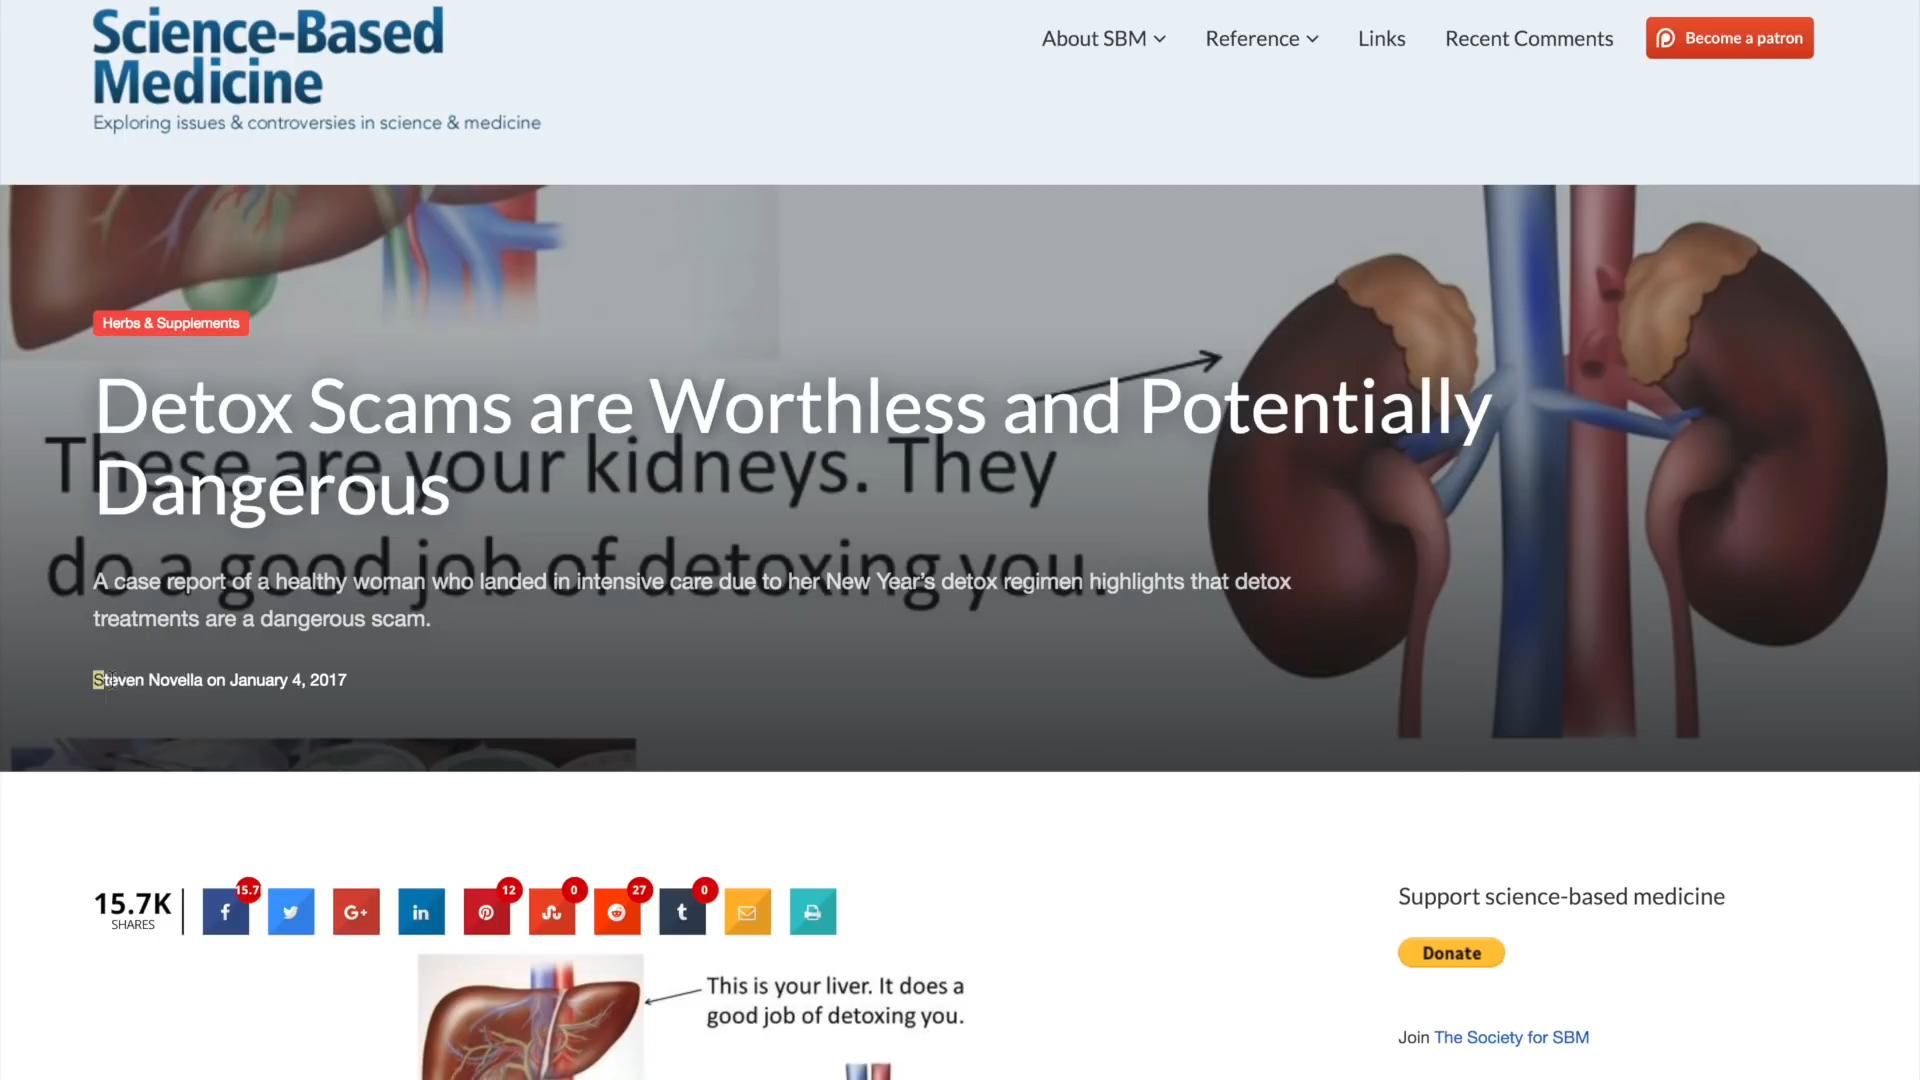 Science-Based
Medicine
Exploring issues & controversies in science & medicine
About SBM
Reference
Links
Recent Comments
Become a patron
Herbs & Supplements
Detox Scams are Worthless and Potentially
Dangerous
These are your kidneys. They
do a good job of detoxing you.
A case report of a healthy woman who landed in intensive care due to her New Year's detox regimen highlights that detox
treatments are a dangerous scam.
Steven Novella on January 4, 2017
15.7K
SHARES
15.7
12
0
27
0
This is your liver. It does a
good job of detoxing you.
Support science-based medicine
Donate
Join The Society for SBM